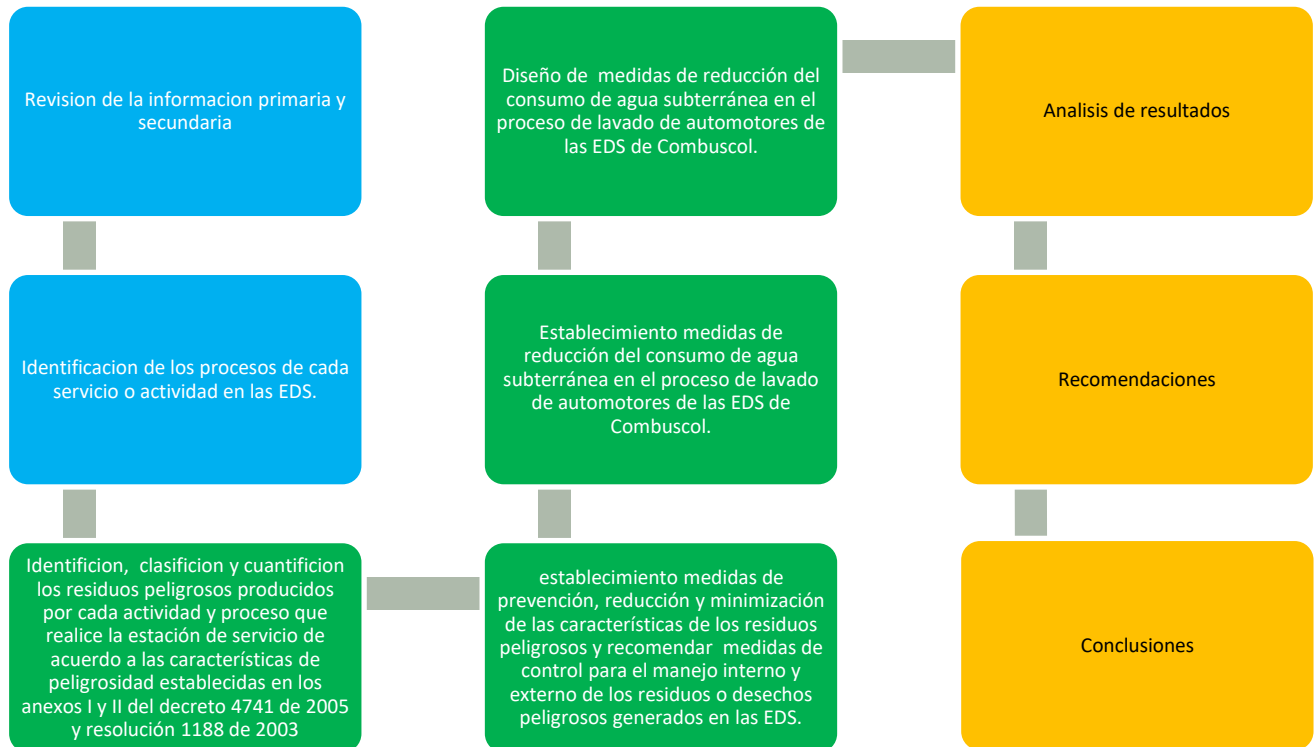 Revision de la informacion primaria y
secundaria
Identificacion de los procesos de cada
servicio o actividad en las EDS.
Identificion, clasificion y cuantificion
los residuos peligrosos producidos
por cada actividad y proceso que
realice la estación de servicio de
acuerdo a las características de
peligrosidad establecidas en los
anexos I y II del decreto 4741 de 2005
y resolución 1188 de 2003
establecimiento medidas de
prevención, reducción y minimización
de las características de los residuos
peligrosos y recomendar medidas de
control para el manejo interno y
externo de los residuos o desechos
peligrosos generados en las EDS.
Establecimiento medidas de
reducción del consumo de agua
subterránea en el proceso de lavado
de automotores de las EDS de
Combuscol.
Diseño de medidas de reducción del
consumo de agua subterránea en el
proceso de lavado de automotores de
las EDS de Combuscol.
Analisis de resultados
Recomendaciones
Conclusiones